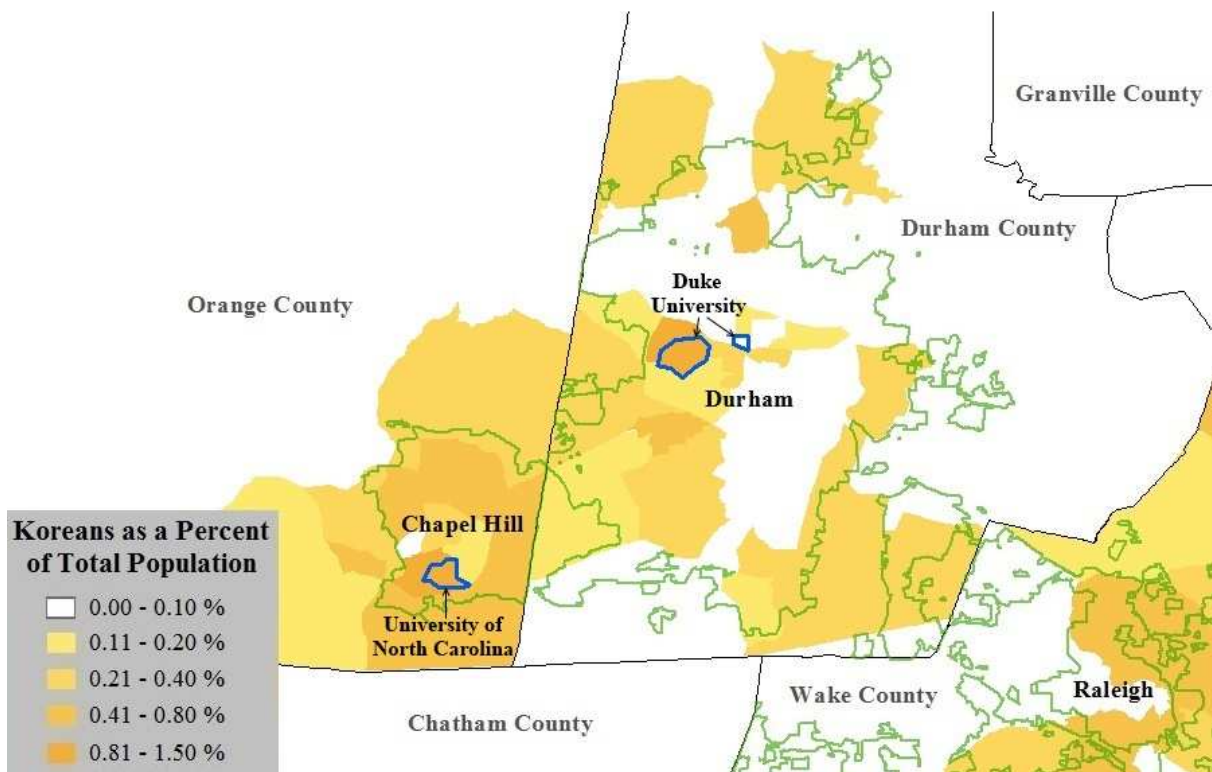 Granville County
Durham County
Orange County
Duke
University
Durham
Chapel Hill
University of
North Carolina
Raleigh
Wake County
Chatham County
Koreans as a Percent
of Total Population
0.00 - 0.10 %
0.11 - 0.20 %
0.21 - 0.40 %
0.41 - 0.80 %
0.81 - 1.50 %